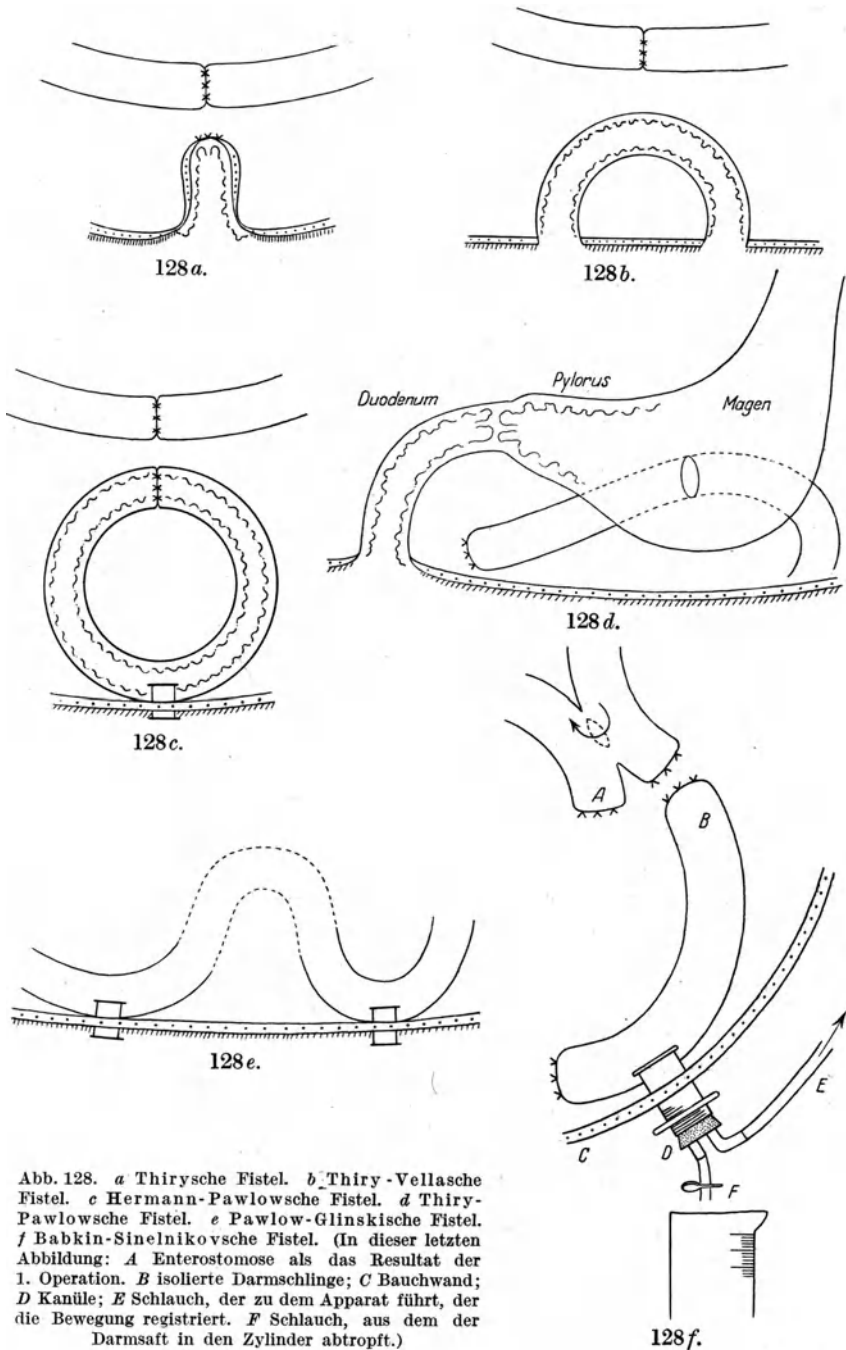 128a.
128b.
Duodenum
Pylorus
Magen
128c.
128d.
128e.
A
B
C
D
E
F
128f.
Abb. 128. a Thirysche Fistel. b Thiry-Vellasche
Fistel. c Hermann-Pawlowsche Fistel. d Thiry-
Pawlowsche Fistel. e Pawlow-Glinskische Fistel.
f Babkin-Sinelnikovsche Fistel. (In dieser letzten
Abbildung: A Enterostomose als das Resultat der
1. Operation. B isolierte Darmschlinge; C Bauchwand;
D Kanüle; E Schlauch, der zu dem Apparat führt, der
die Bewegung registriert. F Schlauch, aus dem der
Darmsaft in den Zylinder abtropft.)